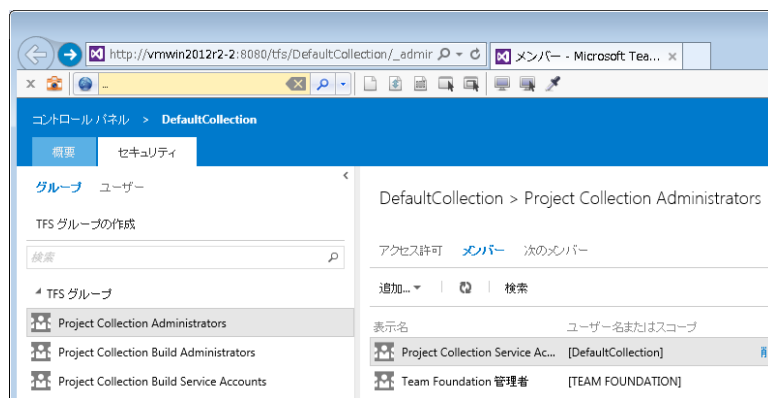 http://vmwin2012r2-2:8080/tfs/DefaultCollection/_admir
メンバー - Microsoft Tea...
コントロール パネル > DefaultCollection
概要 セキュリティ
グループ ユーザー
TFS グループの作成
検索
TFS グループ
Project Collection Administrators
Project Collection Build Administrators
Project Collection Build Service Accounts
DefaultCollection > Project Collection Administrators
アクセス許可 メンバー 次のメンバー
追加... 検索
表示名 ユーザー名またはスコープ
Project Collection Service Ac... [DefaultCollection]
Team Foundation 管理者 [TEAM FOUNDATION]